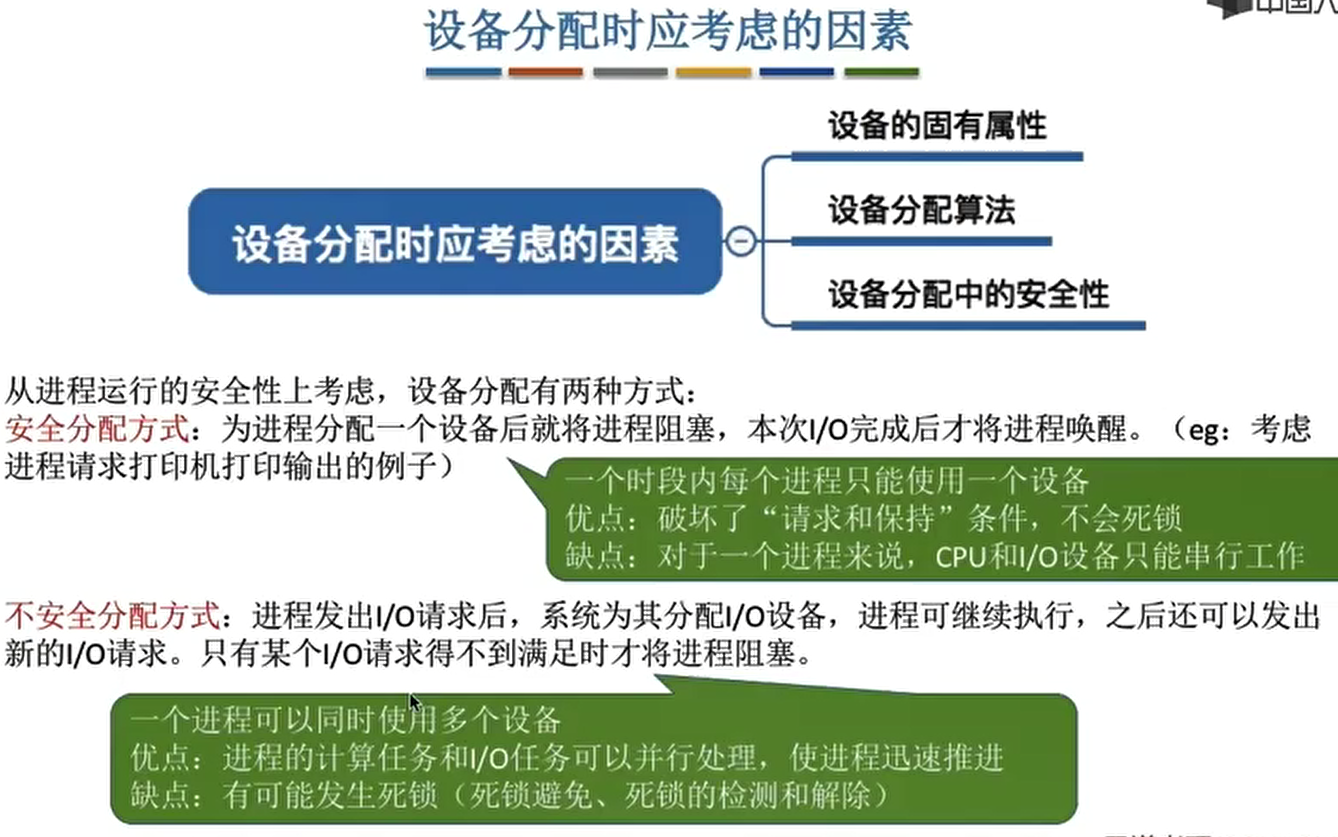 设备分配时应考虑的因素
设备的固有属性
设备分配算法
设备分配时应考虑的因素
设备分配中的安全性
从进程运行的安全性上考虑，设备分配有两种方式：
安全分配方式：为进程分配一个设备后就将进程阻塞，本次I/O完成后才将进程唤醒。（eg：考虑
进程请求打印机打印输出的例子）
一个时段内每个进程只能使用一个设备
优点：破坏了“请求和保持”条件，不会死锁
缺点：对于一个进程来说，CPU和I/O设备只能串行工作
不安全分配方式：进程发出I/O请求后，系统为其分配I/O设备，进程可继续执行，之后还可以发出
新的I/O请求。只有某个I/O请求得不到满足时才将进程阻塞。
一个进程可以同时使用多个设备
优点：进程的计算任务和I/O任务可以并行处理，使进程迅速推进
缺点：有可能发生死锁（死锁避免、死锁的检测和解除）